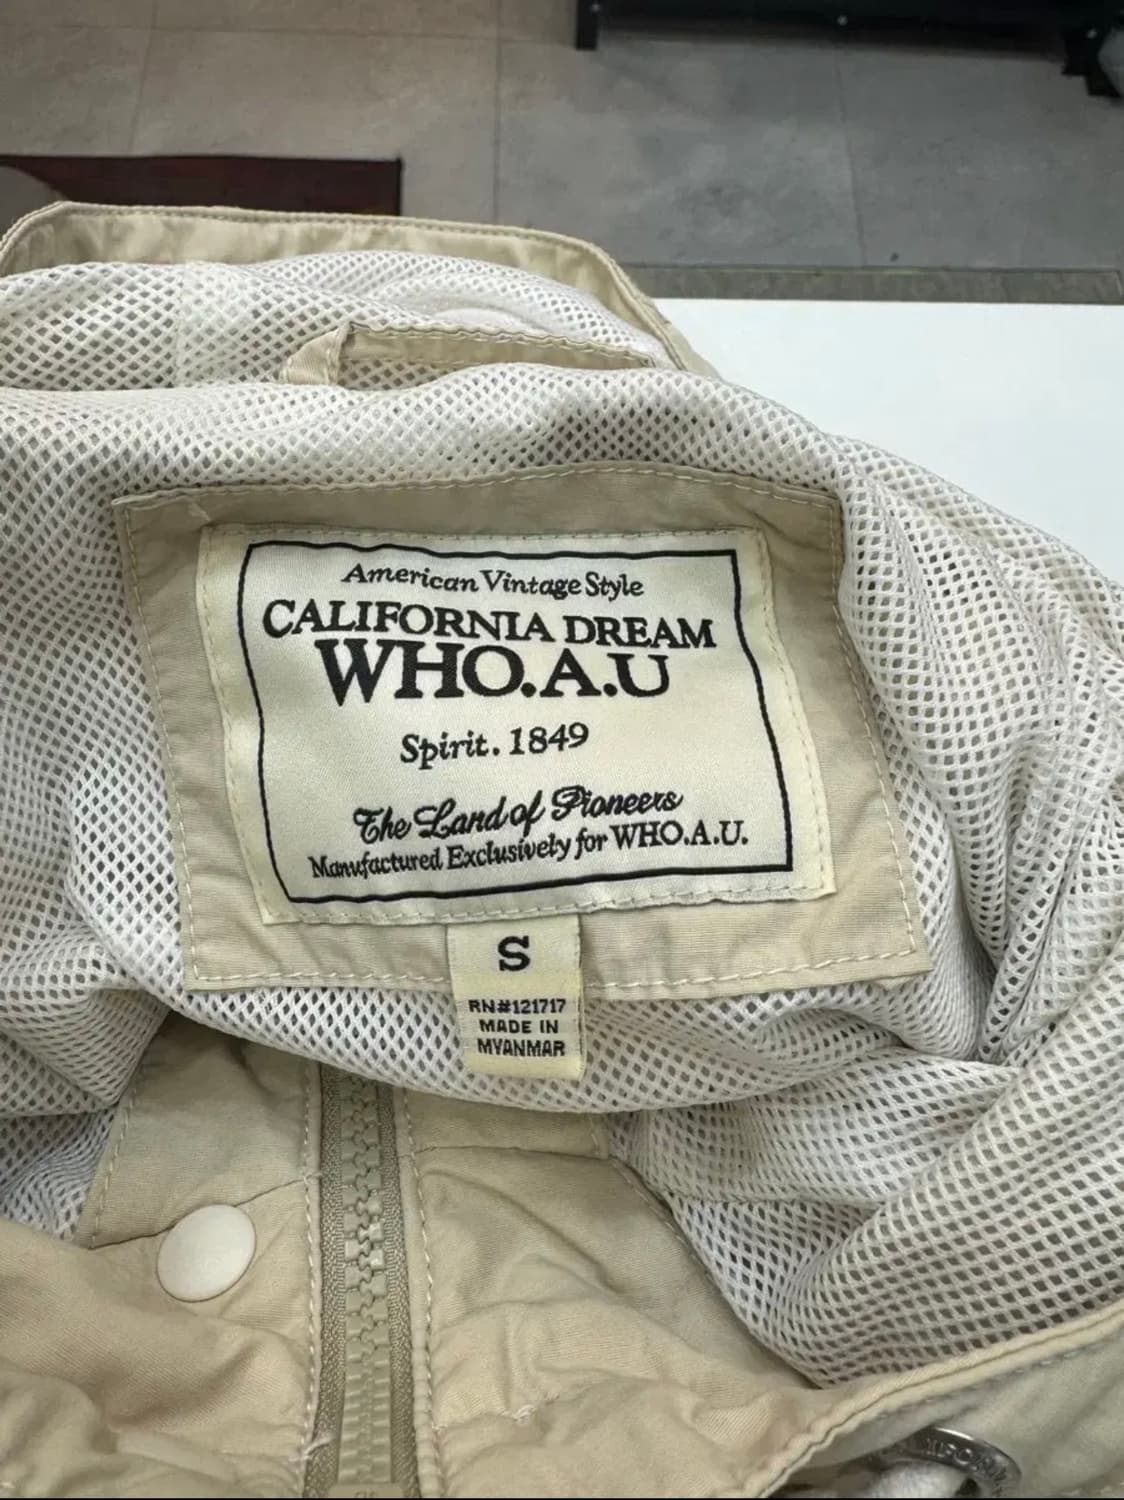 American Vintage Style
CALIFORNIA DREAM
WHO.A.U
Spirit. 1849
The Land of Pioneers
Manufactured Exclusively for WHO.A.U.
S
RN#121717
MADE IN
MYANMAR